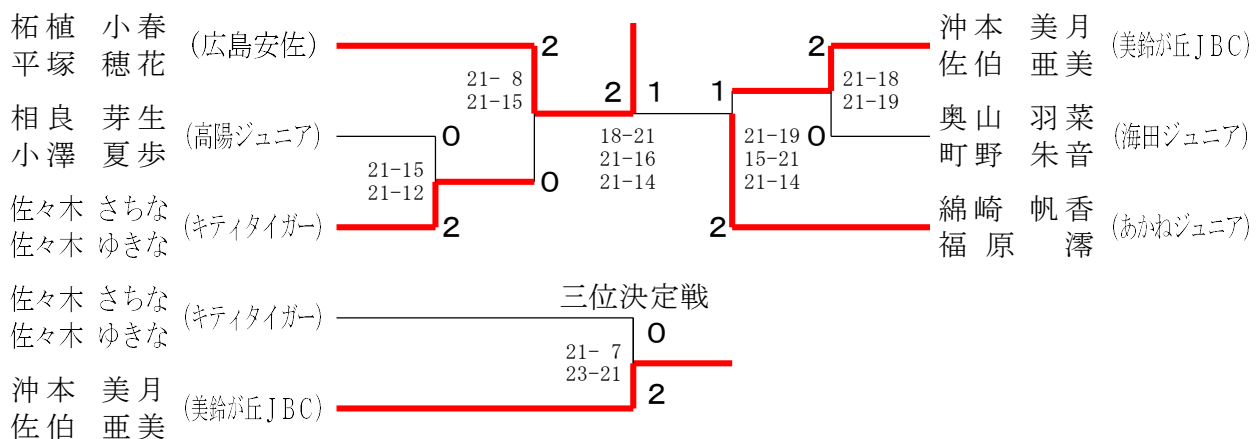 柘植 小春
平塚 穂花
(広島安佐)
2
21- 8
21-15
相良 芽生
小澤 夏歩
(高陽ジュニア)
0
21-15
21-12
0
佐々木 さちな
佐々木 ゆきな
(キティタイガー)
2
2
1
18-21
21-16
21-14
沖本 美月
佐伯 亜美
(美鈴が丘JBC)
2
21-18
21-19
1
奥山 羽菜
町野 朱音
(海田ジュニア)
0
21-19
15-21
21-14
綿崎 帆香
福原 澪
(あかねジュニア)
2
三位決定戦
佐々木 さちな
佐々木 ゆきな
(キティタイガー)
0
21- 7
23-21
沖本 美月
佐伯 亜美
(美鈴が丘JBC)
2